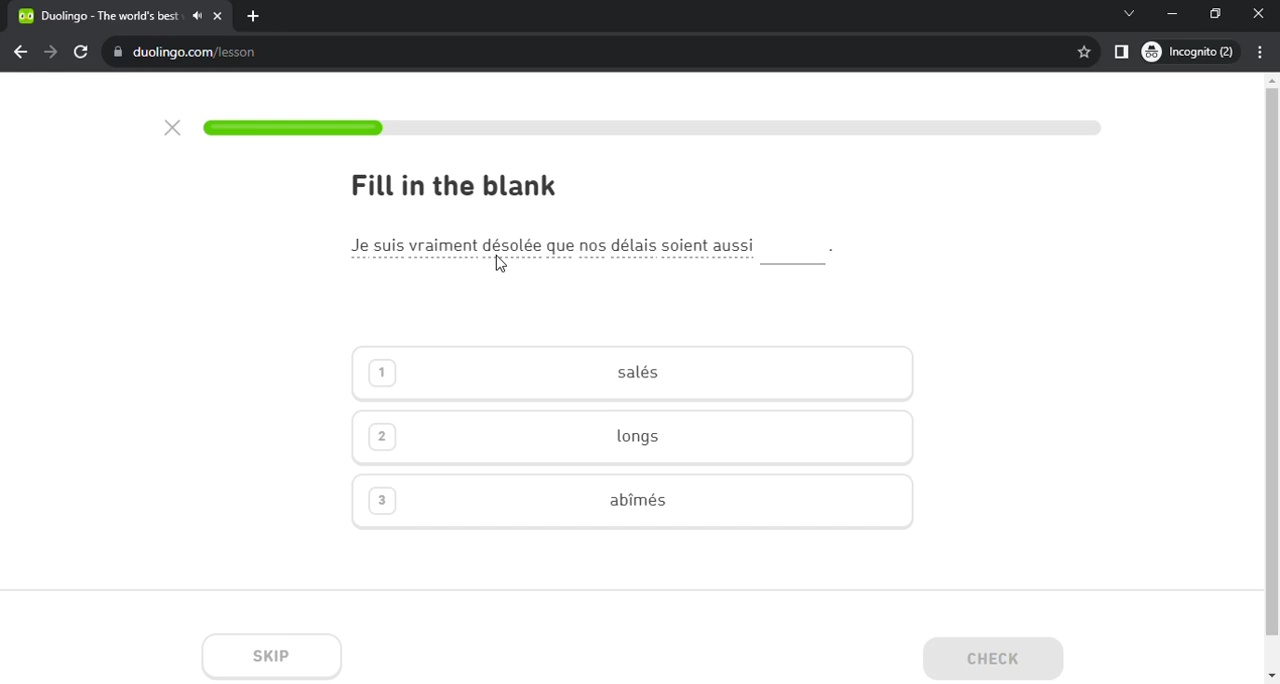 Duolingo - The world's best
duolingo.com/lesson
Incognito (2)
Fill in the blank
Je suis vraiment désolée que nos délais soient aussi ______ .
1 salés
2 longs
3 abîmés
SKIP
CHECK